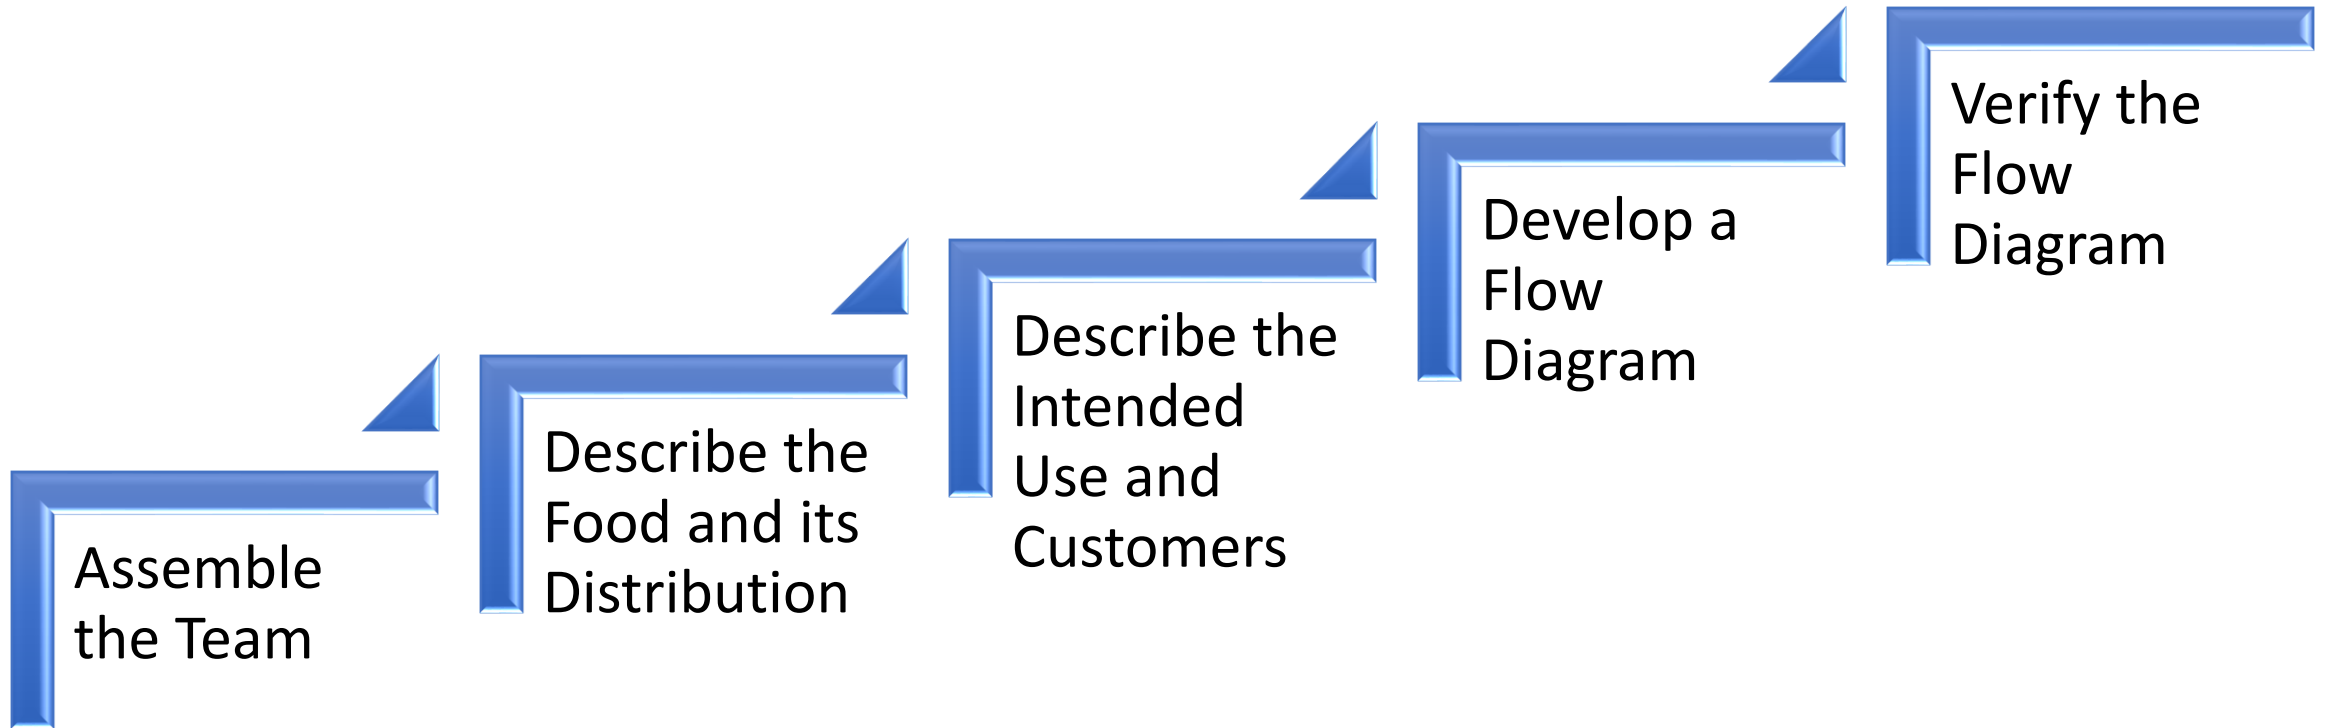 Assemble
the Team
Describe the
Food and its
Distribution
Describe the
Intended
Use and
Customers
Develop a
Flow
Diagram
Verify the
Flow
Diagram